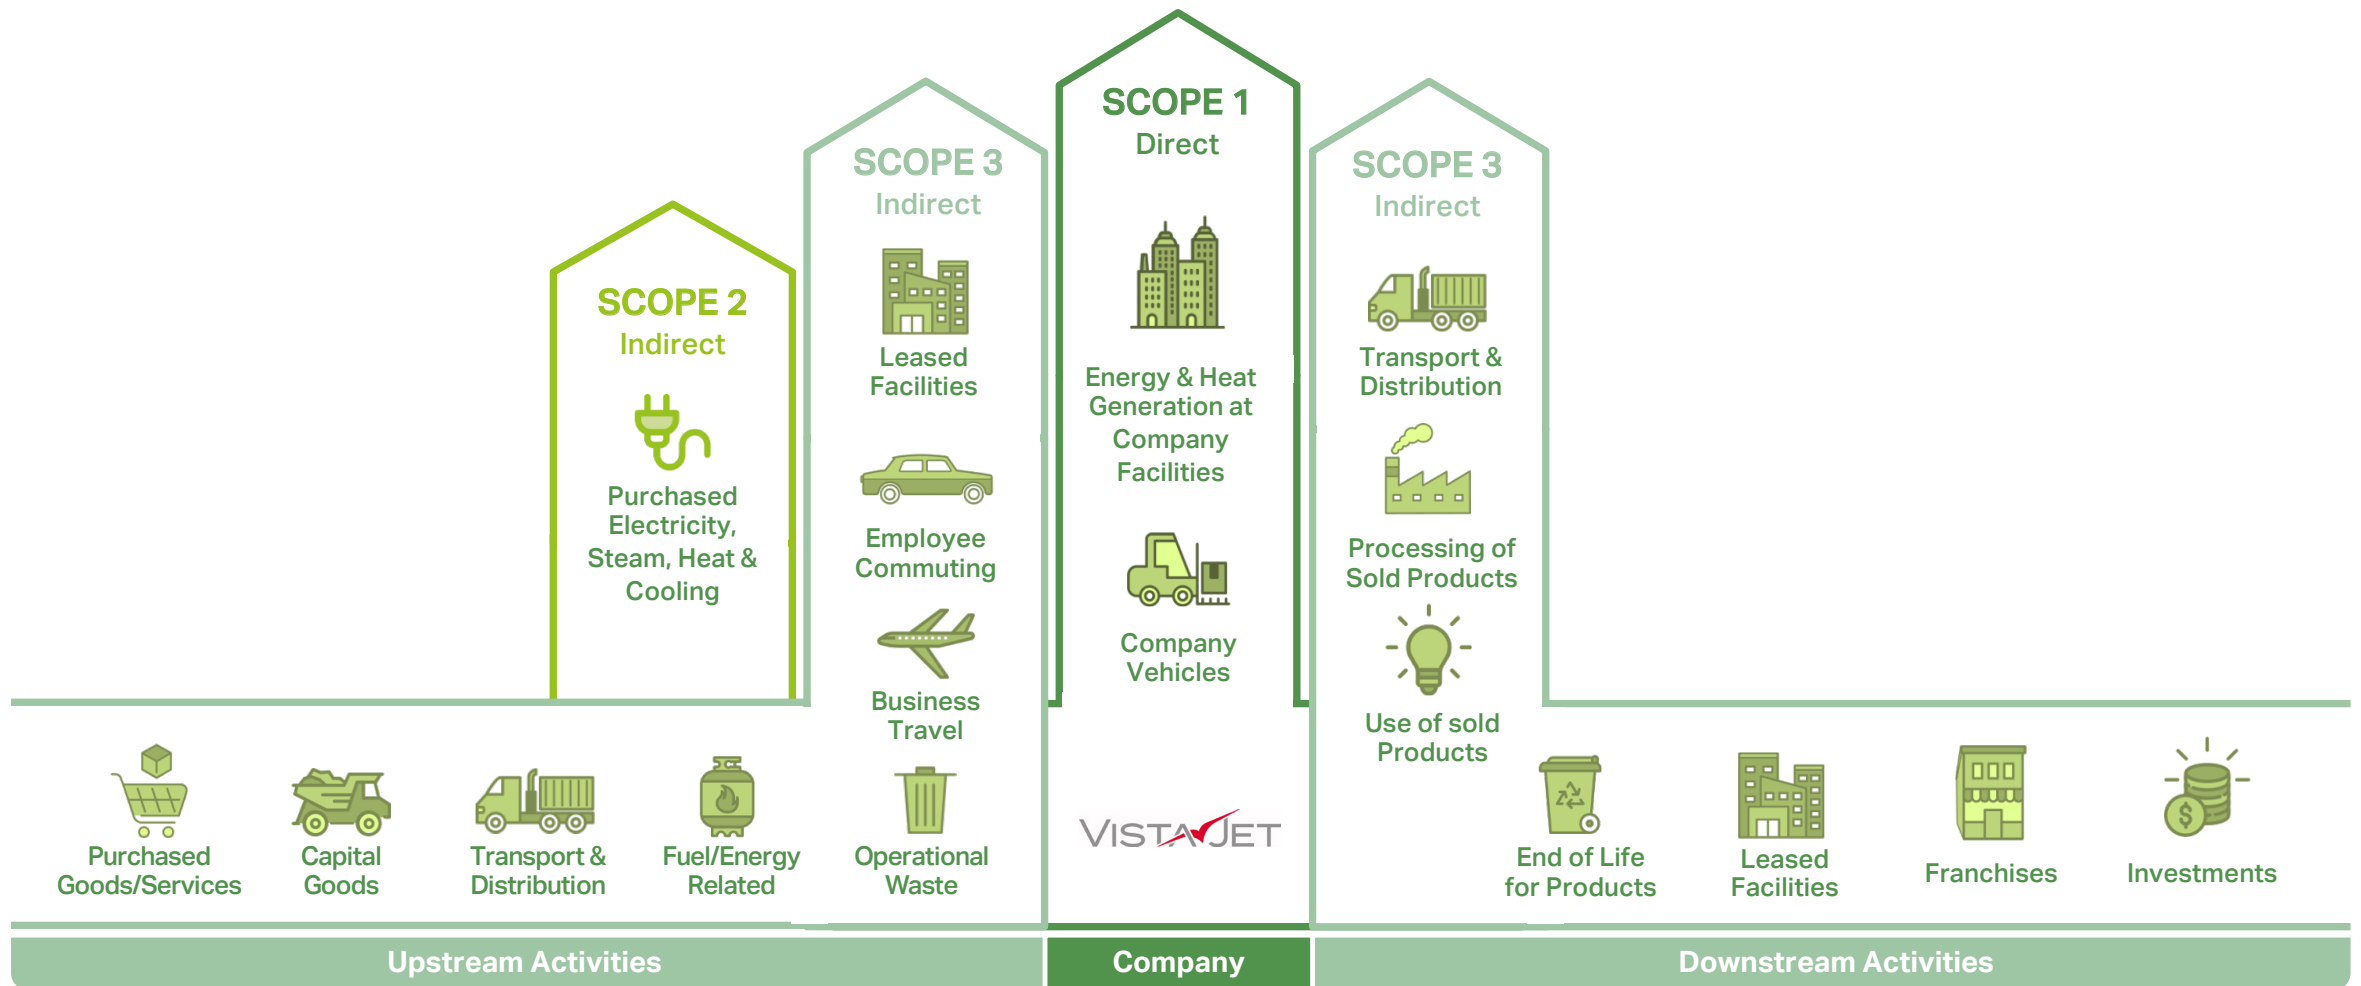 SCOPE 1
Direct
Energy & Heat
Generation at
Company
Facilities
Company
Vehicles
VISTAJET
SCOPE 2
Indirect
Purchased
Electricity,
Steam, Heat &
Cooling
SCOPE 3
Indirect
Leased
Facilities
Employee
Commuting
Business
Travel
Operational
Waste
SCOPE 3
Indirect
Transport &
Distribution
Processing of
Sold Products
Use of sold
Products
Purchased
Goods/Services
Capital
Goods
Transport &
Distribution
Fuel/Energy
Related
End of Life
for Products
Leased
Facilities
Franchises
Investments
Upstream Activities
Company
Downstream Activities